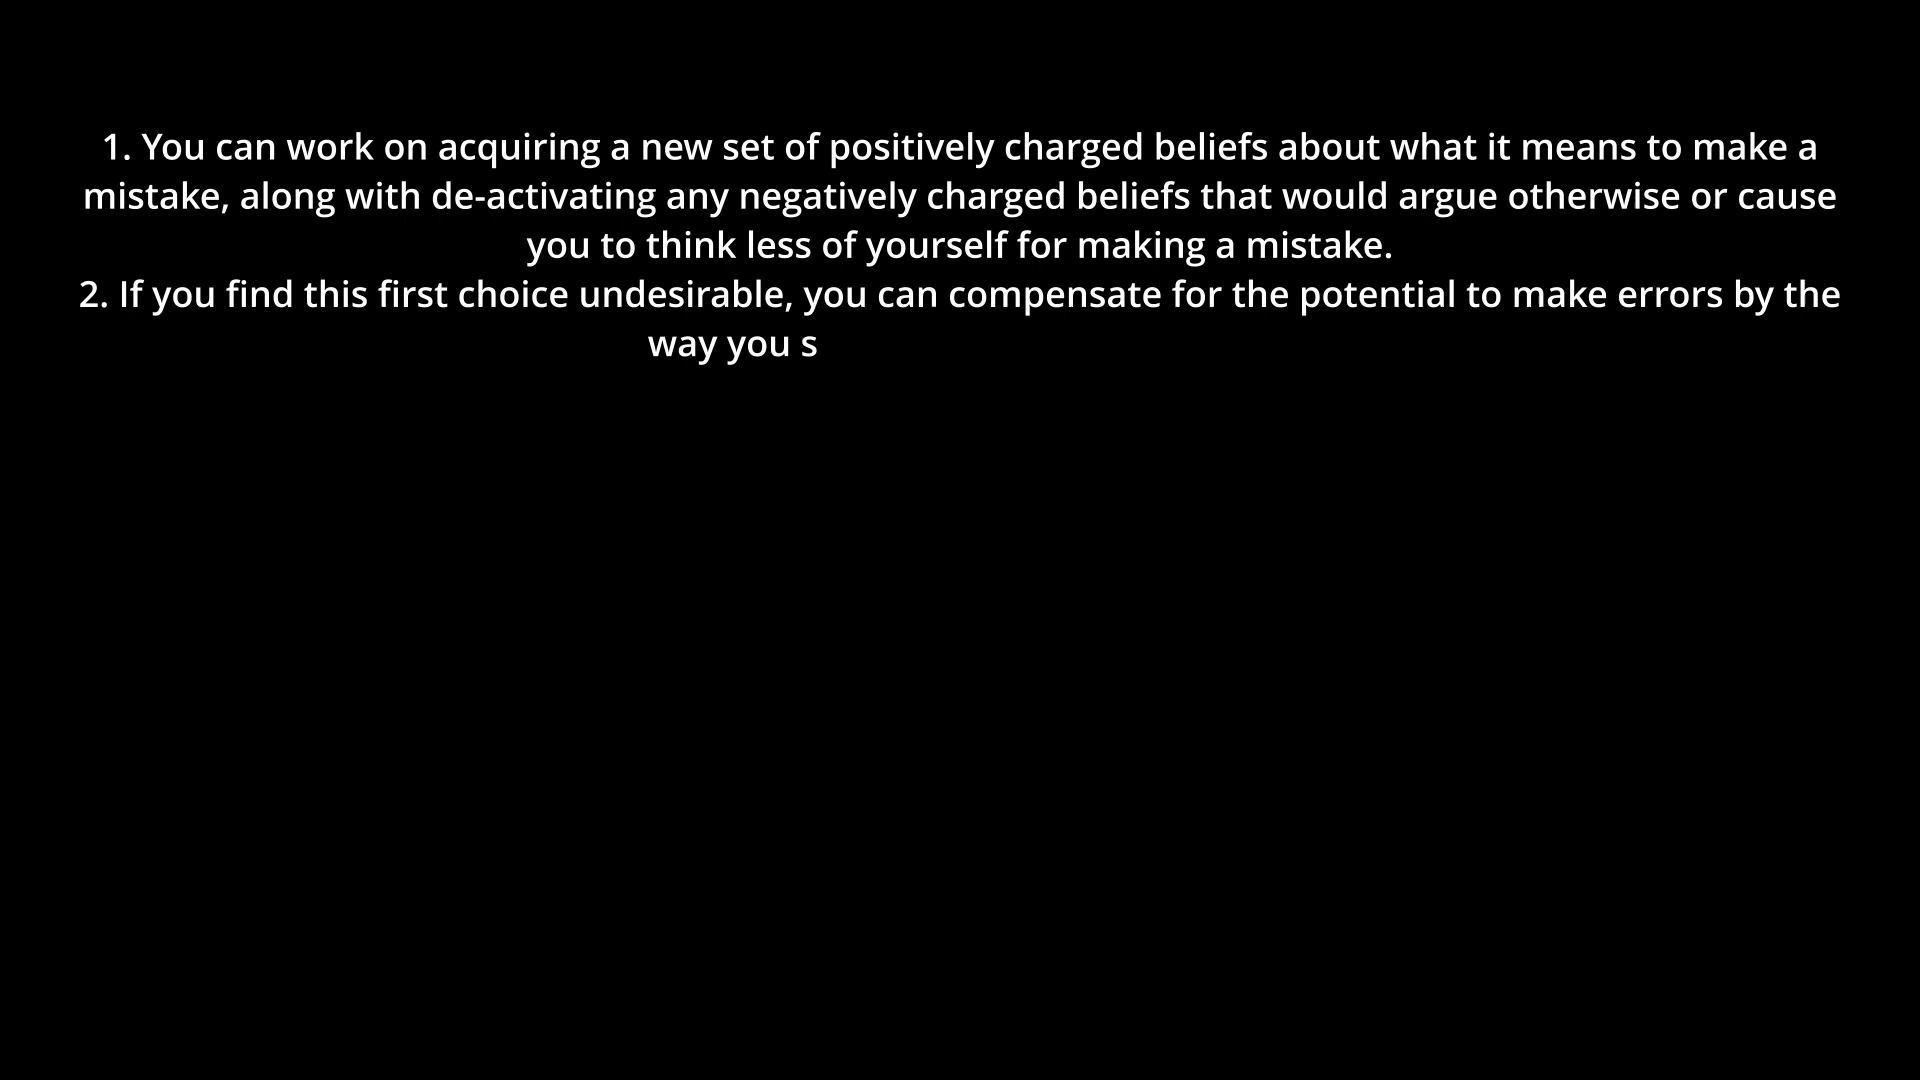 1. You can work on acquiring a new set of positively charged beliefs about what it means to make a
mistake, along with de-activating any negatively charged beliefs that would argue otherwise or cause
you to think less of yourself for making a mistake.
2. If you find this first choice undesirable, you can compensate for the potential to make errors by the
way you s